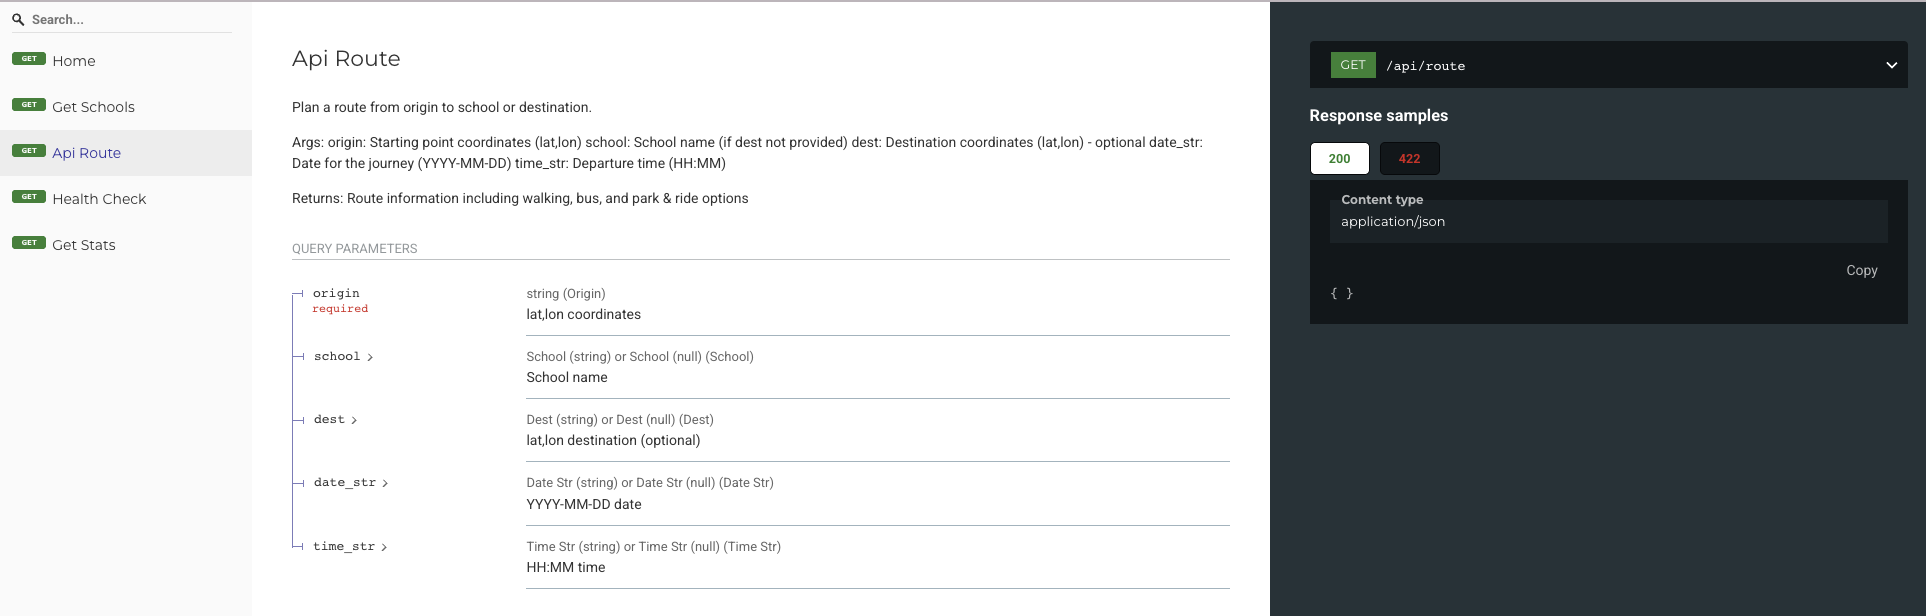 Search...
GET Home
GET Get Schools
GET Api Route
GET Health Check
GET Get Stats
Api Route
Plan a route from origin to school or destination.
Args: origin: Starting point coordinates (lat,lon) school: School name (if dest not provided) dest: Destination coordinates (lat,lon) - optional date_str:
Date for the journey (YYYY-MM-DD) time_str: Departure time (HH:MM)
Returns: Route information including walking, bus, and park & ride options
QUERY PARAMETERS
origin
required
string (Origin)
lat,lon coordinates
school
School (string) or School (null) (School)
School name
dest
Dest (string) or Dest (null) (Dest)
lat,lon destination (optional)
date_str
Date Str (string) or Date Str (null) (Date Str)
YYYY-MM-DD date
time_str
Time Str (string) or Time Str (null) (Time Str)
HH:MM time
GET /api/route
Response samples
200 422
Content type
application/json
Copy
{ }